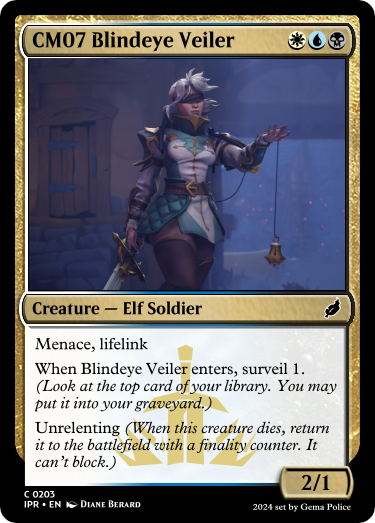 CM07 Blindeye Veiler
Creature — Elf Soldier
Menace, lifelink
When Blindeye Veiler enters, surveil 1.
(Look at the top card of your library. You may
put it into your graveyard.)
Unrelenting (When this creature dies, return
it to the battlefield with a finality counter. It
can't block.)
2/1
C 0203
IPR • EN Diane Berard
2024 set by Gema Police